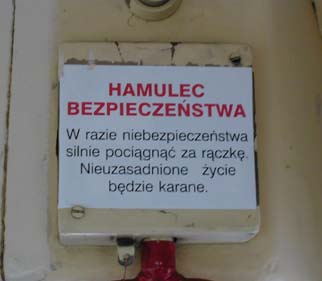 HAMULEC
BEZPIECZEŃSTWA
W razie niebezpieczeństwa
silnie pociągnąć za rączkę.
Nieuzasadnione życie
będzie karane.